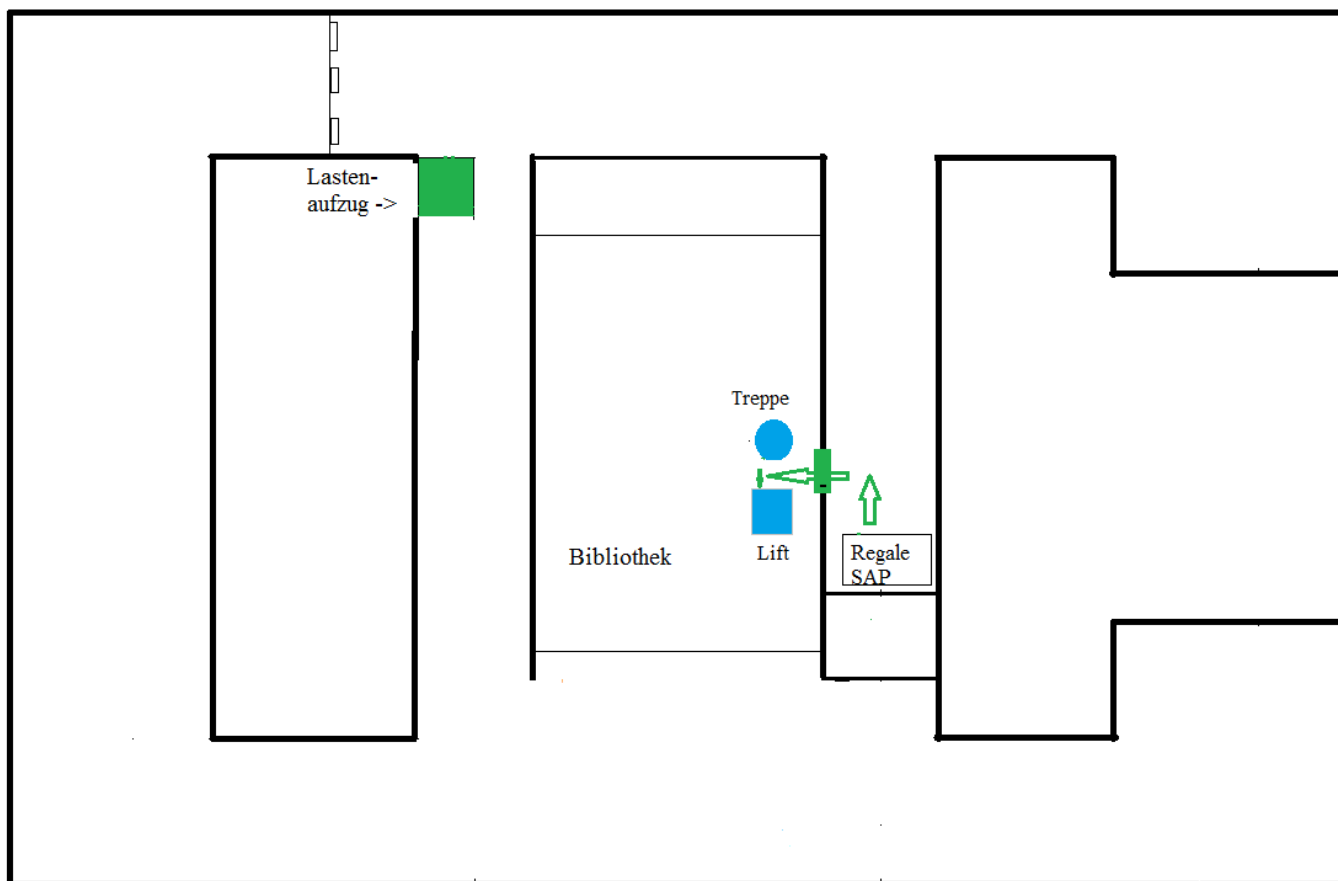 Lasten-
aufzug ->
Treppe
Bibliothek
Lift
Regale
SAP